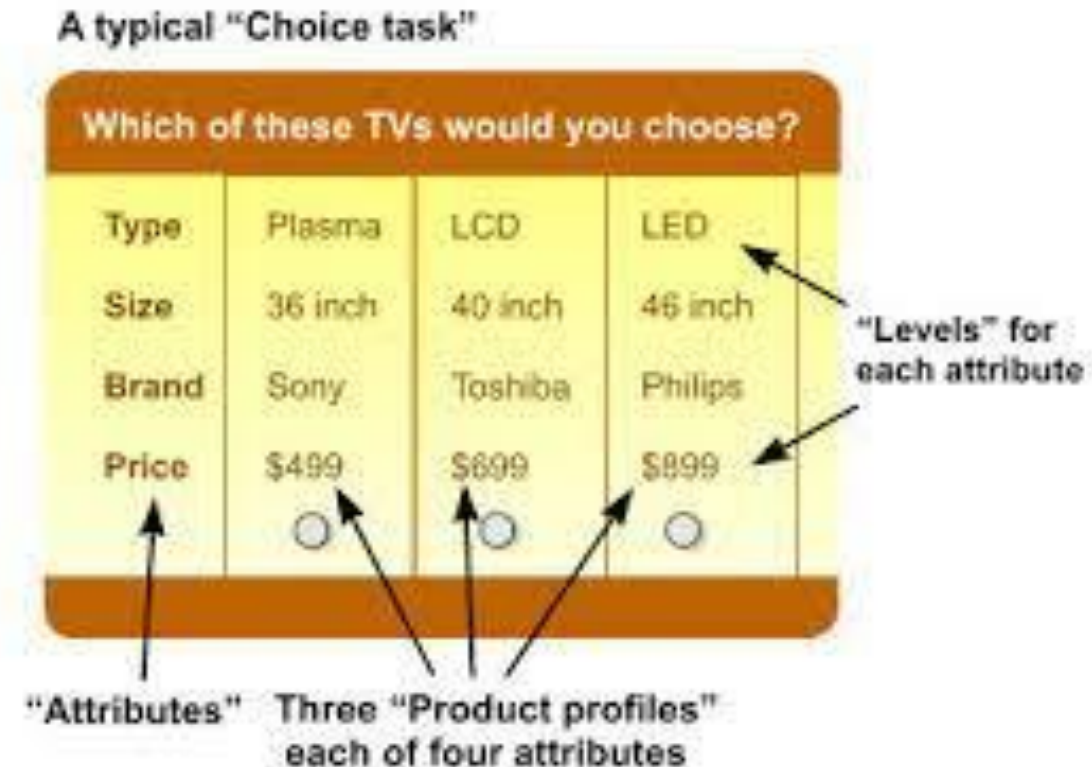 A typical “Choice task”
Which of these TVs would you choose?
Type Plasma LCD LED
Size 36 inch 40 inch 46 inch
Brand Sony Toshiba Philips
Price $499 $699 $899
“Levels” for
each attribute
“Attributes”
Three “Product profiles”
each of four attributes